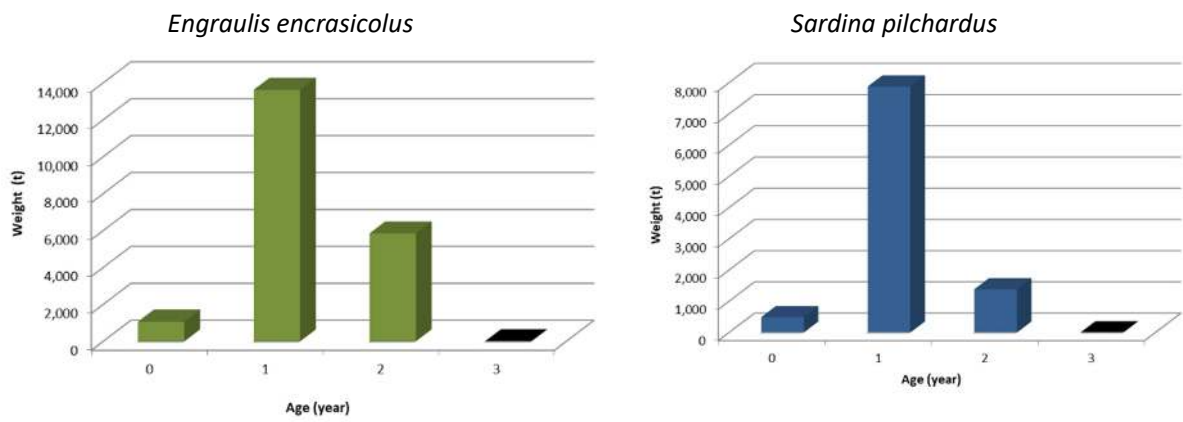 Engraulis encrasicolus
14,000
12,000
10,000
8,000
6,000
4,000
2,000
0
Weight (t)
0 1 2 3
Age (year)
Sardina pilchardus
8,000
7,000
6,000
5,000
4,000
3,000
2,000
1,000
0
Weight (t)
0 1 2 3
Age (year)